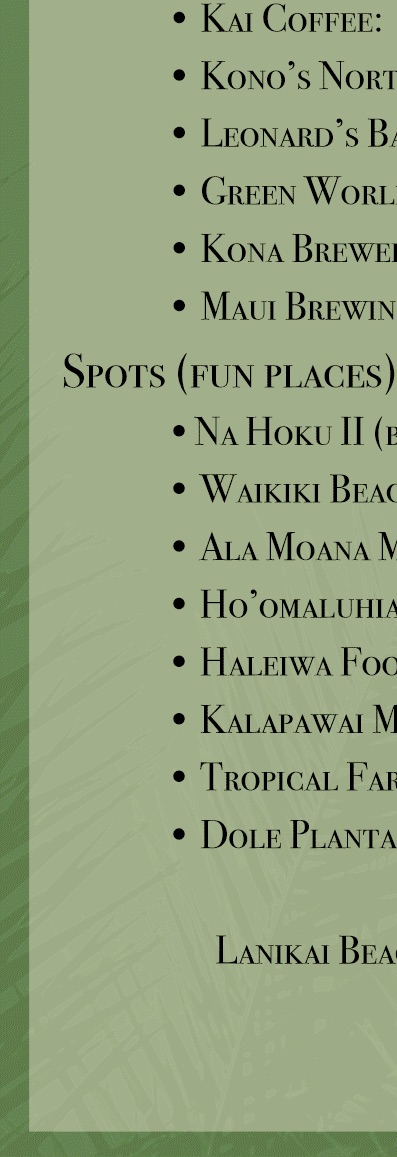 • Kai Coffee:
• Kono’s Nort
• Leonard’s Ba
• Green Worl
• Kona Brewe
• Maui Brewin
Spots (fun places)
• Na Hoku II (b
• Waikiki Beac
• Ala Moana M
• Ho’omaluhia
• Haleiwa Foo
• Kalapawai M
• Tropical Far
• Dole Planta
Lanikai Beac